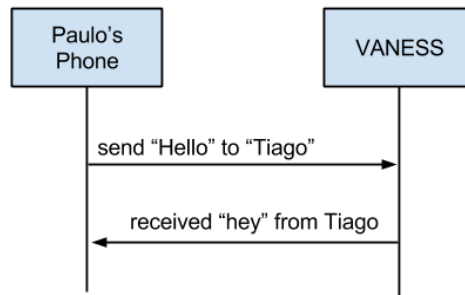 Paulo’s
Phone
VANESS
send “Hello” to “Tiago”
received “hey” from Tiago